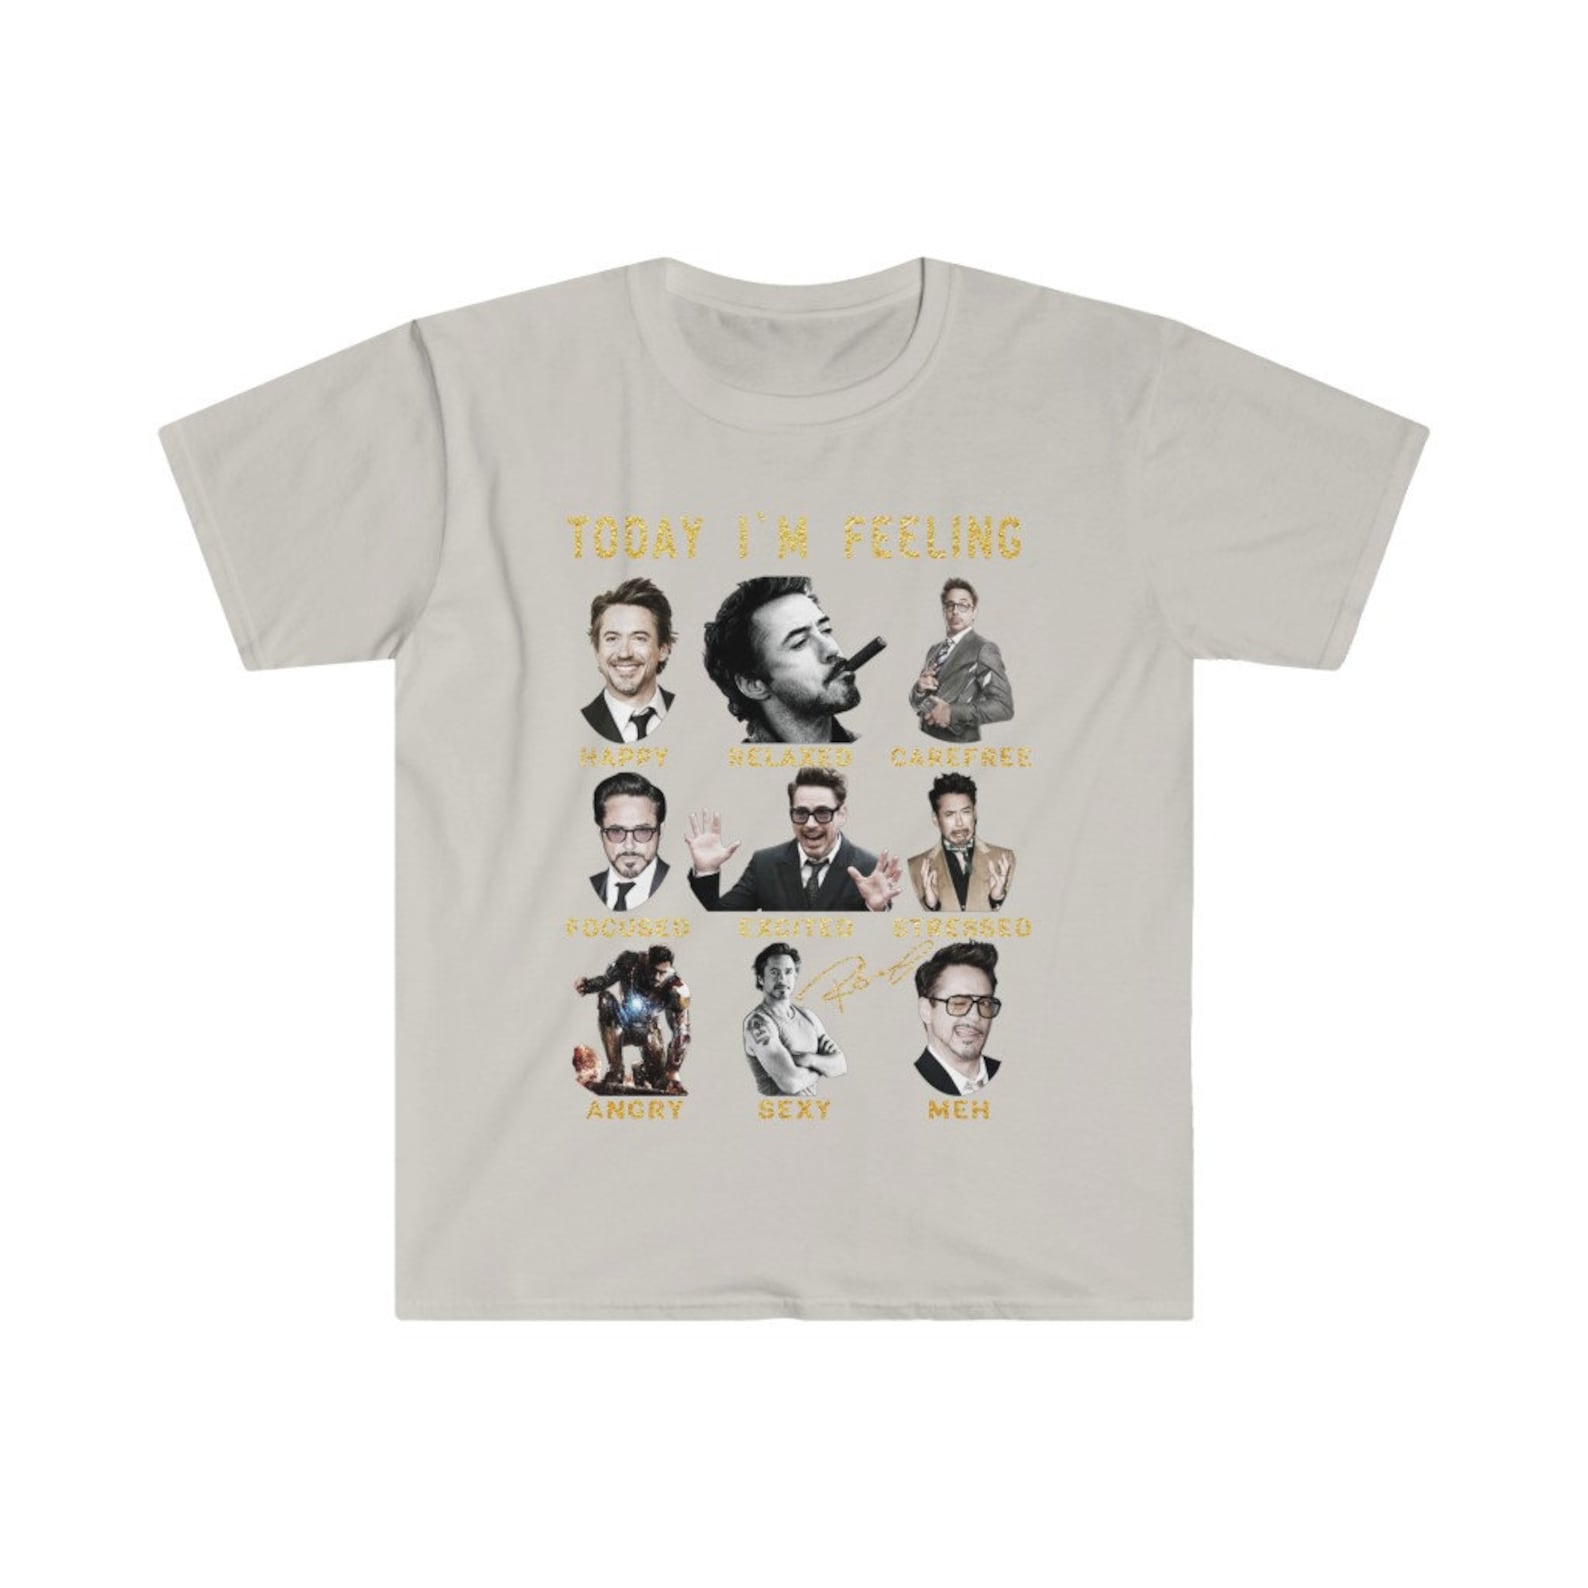 TODAY I`M FEELING
HAPPY RELAXED CAREFREE
FOCUSED EXCITED STRESSED
ANGRY SEXY MEH